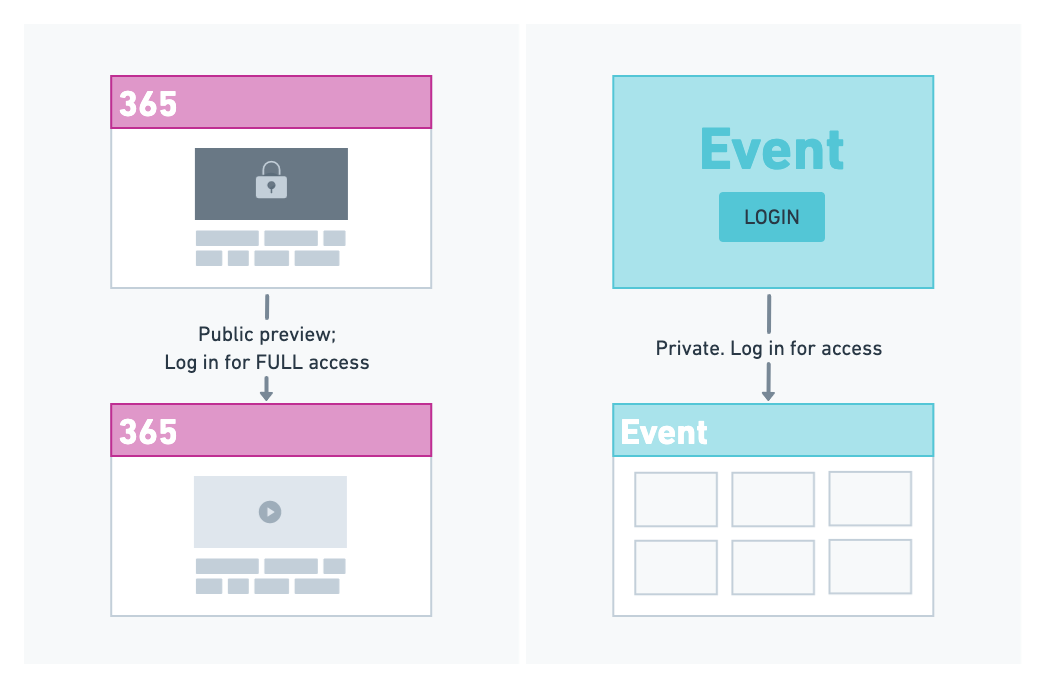 365
Public preview;
Log in for FULL access
365
Event
LOGIN
Private. Log in for access
Event